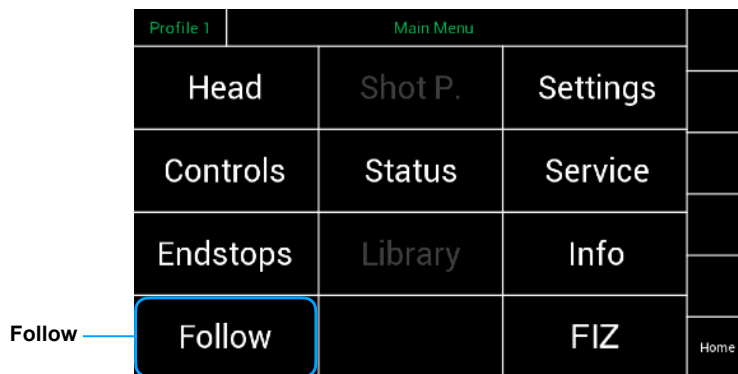 Profile 1 Main Menu
Head Shot P. Settings
Controls Status Service
Endstops Library Info
Follow Follow FIZ Home